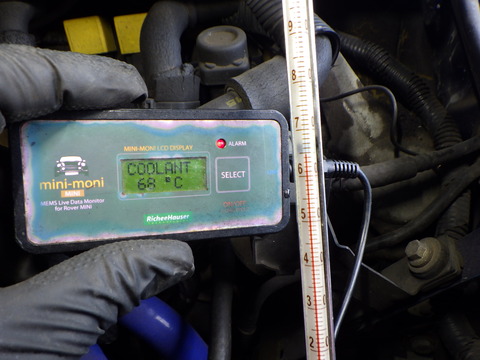 MINI-MONI LCD DISPLAY
ALARM
COOLANT
68 °C
SELECT
mini-moni
MINI
MEMS Live Data Monitor
for Rover MINI
RicheeHauser
9
8
7
6
5
4
3
2